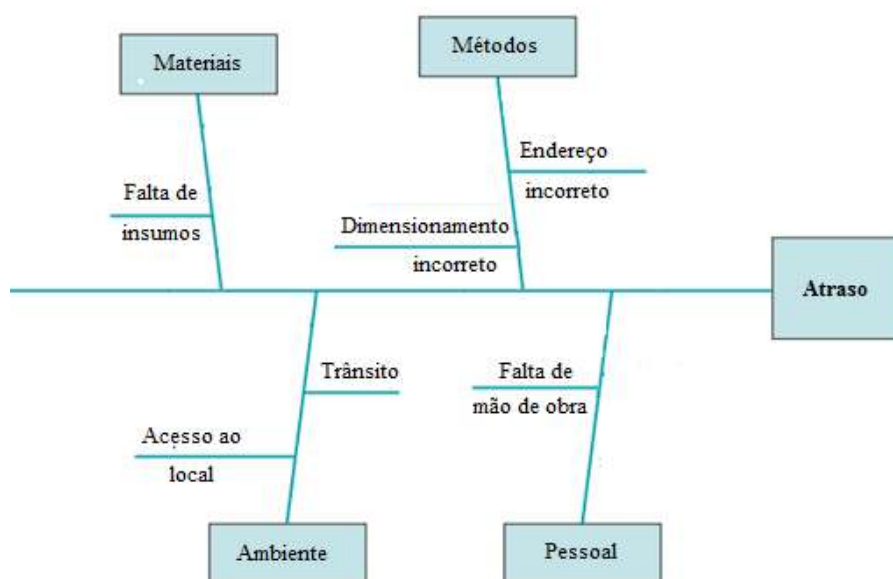 Materiais
Métodos
Endereço
incorreto
Falta de
insumos
Dimensionamento
incorreto
Atraso
Trânsito
Falta de
mão de obra
Acesso ao
local
Ambiente
Pessoal